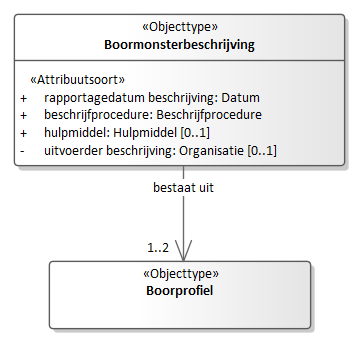 «Objecttype»
Boormonsterbeschrijving
«Attribuutsoort»
+ rapportagedatum beschrijving: Datum
+ beschrijfprocedure: Beschrijfprocedure
+ hulpmiddel: Hulpmiddel [0..1]
- uitvoerder beschrijving: Organisatie [0..1]
bestaat uit
1..2
«Objecttype»
Boorprofiel